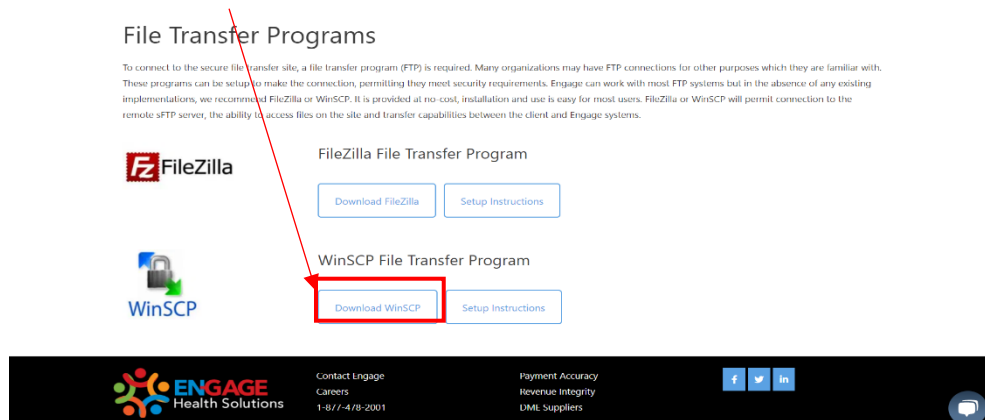 File Transfer Programs
To connect to the secure file transfer site, a file transfer program (FTP) is required. Many organizations may have FTP connections for other purposes which they are familiar with.
These programs can be setup to make the connection, permitting they meet security requirements. Engage can work with most FTP systems but in the absence of any existing
implementations, we recommend FileZilla or WinSCP. It is provided at no-cost, installation and use is easy for most users. FileZilla or WinSCP will permit connection to the
remote sFTP server, the ability to access files on the site and transfer capabilities between the client and Engage systems.
Fz FileZilla
FileZilla File Transfer Program
Download FileZilla
Setup Instructions
WinSCP
WinSCP File Transfer Program
Download WinSCP
Setup Instructions
ENGAGE
Health Solutions
Contact Engage
Careers
1-877-478-2001
Payment Accuracy
Revenue Integrity
DME Suppliers
f
in